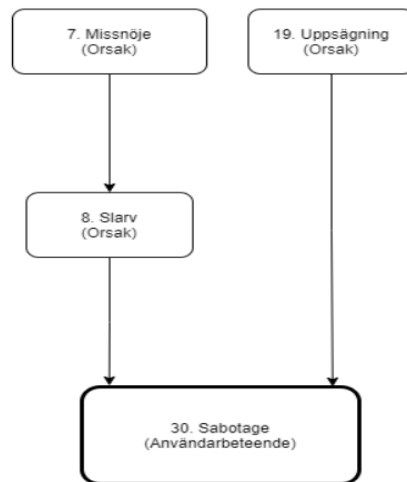 7. Missnöje
(Orsak)
19. Uppsägning
(Orsak)
8. Slarv
(Orsak)
30. Sabotage
(Användarbeteende)